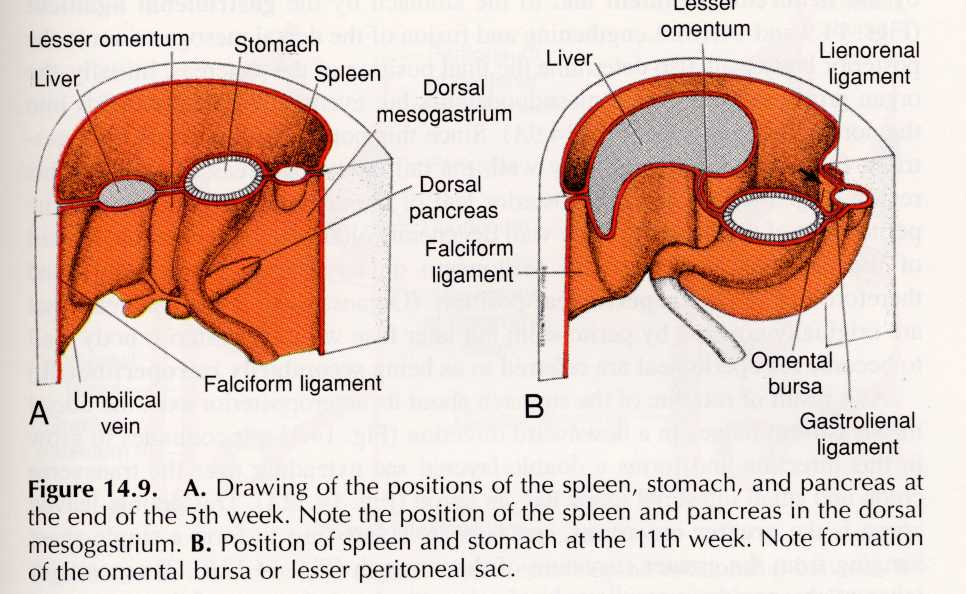 Lesser omentum
Stomach
Liver
Spleen
Dorsal
mesogastrium
Dorsal
pancreas
Falciform ligament
Umbilical
vein
A
Lesser
omentum
Liver
Lienorenal
ligament
Falciform
ligament
Omental
bursa
Gastrolienal
ligament
B
Figure 14.9. A. Drawing of the positions of the spleen, stomach, and pancreas at
the end of the 5th week. Note the position of the spleen and pancreas in the dorsal
mesogastrium. B. Position of spleen and stomach at the 11th week. Note formation
of the omental bursa or lesser peritoneal sac.